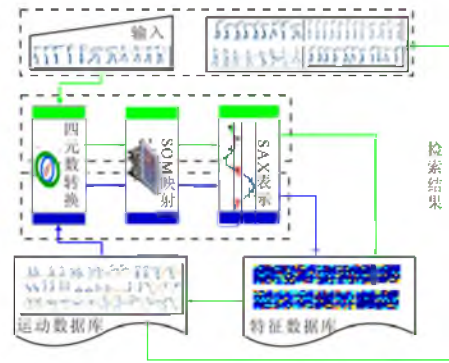 输入
四元数转换
SOM映射
SAX表示
检索结果
运动数据库
特征数据库